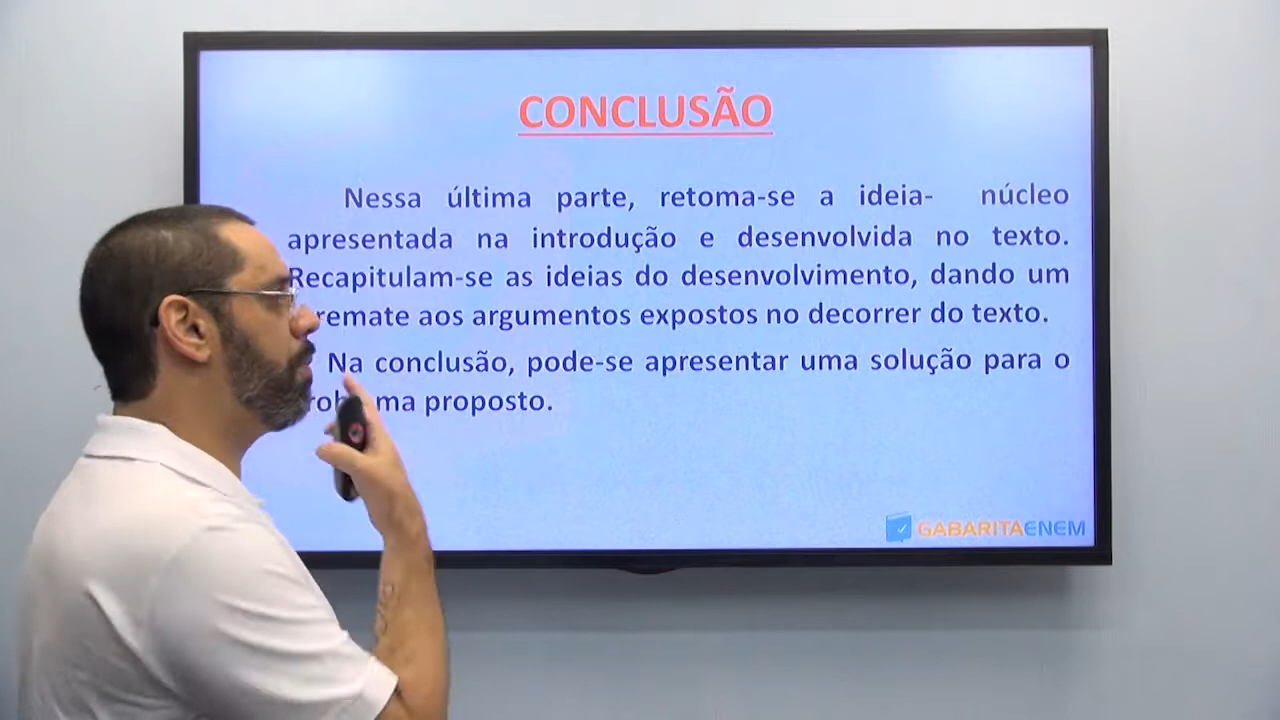 CONCLUSÃO
Nessa última parte, retoma-se a ideia- núcleo
apresentada na introdução e desenvolvida no texto.
Recapitulam-se as ideias do desenvolvimento, dando um
aos argumentos expostos no decorrer do texto.
Na conclusão, pode-se apresentar uma solução para o
proposto.
GABARITAENEM